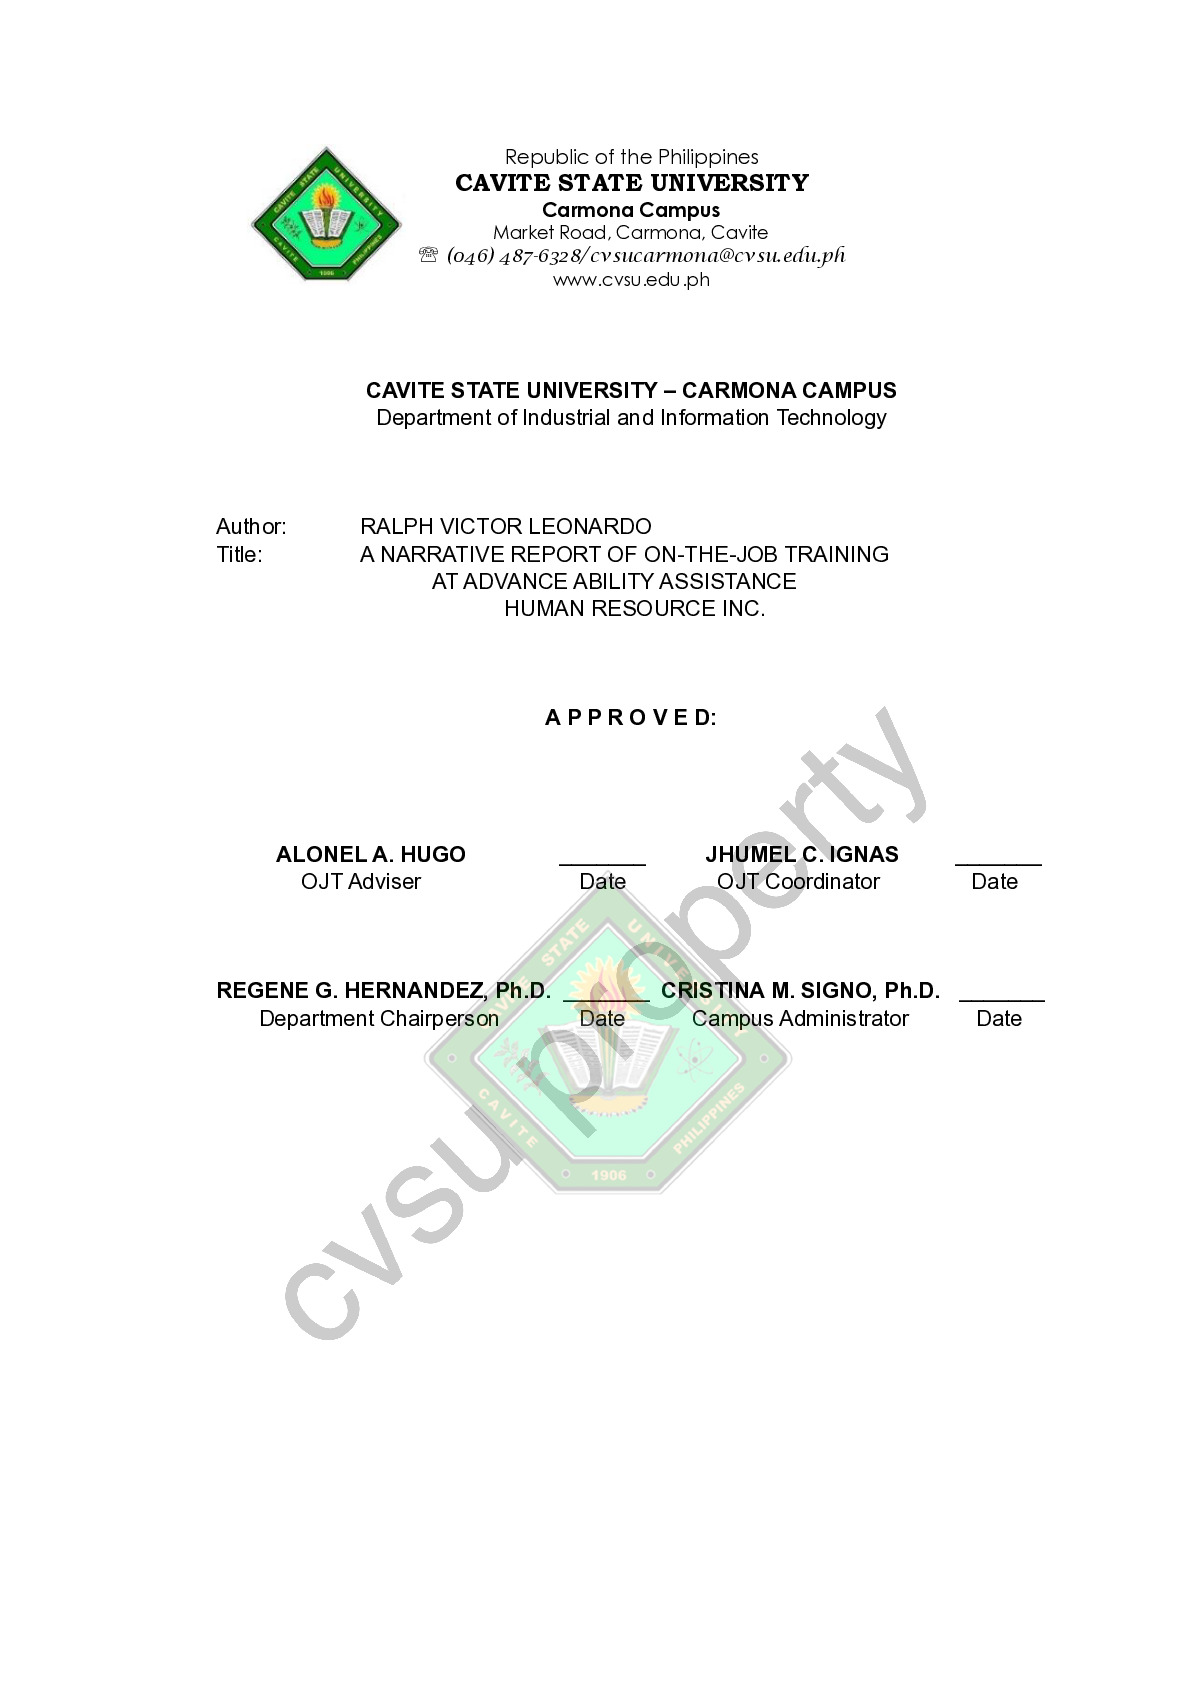 Republic of the Philippines
CAVITE STATE UNIVERSITY
Carmona Campus
Market Road, Carmona, Cavite
☏ (046) 487-6328/cvsucarmona@cvsu.edu.ph
www.cvsu.edu.ph
CAVITE STATE UNIVERSITY
CAVITE PHILIPPINES
1906
CAVITE STATE UNIVERSITY – CARMONA CAMPUS
Department of Industrial and Information Technology
Author: RALPH VICTOR LEONARDO
Title: A NARRATIVE REPORT OF ON-THE-JOB TRAINING
AT ADVANCE ABILITY ASSISTANCE
HUMAN RESOURCE INC.
A P P R O V E D:
ALONEL A. HUGO _______ JHUMEL C. IGNAS _______
OJT Adviser Date OJT Coordinator Date
REGENE G. HERNANDEZ, Ph.D. _______ CRISTINA M. SIGNO, Ph.D. _______
Department Chairperson Date Campus Administrator Date
CAVITE STATE UNIVERSITY
CAVITE PHILIPPINES
1906
cvsu property